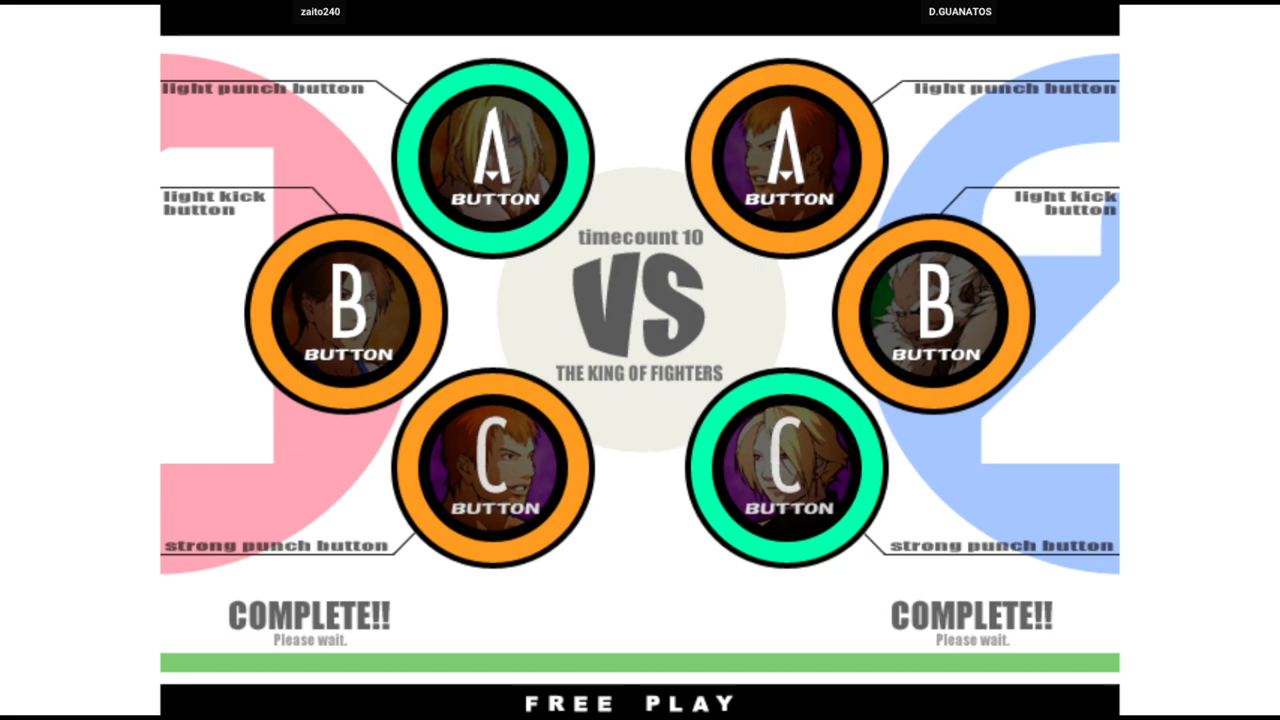 zaito240
D.GUANATOS
light punch button
light punch button
A
BUTTON
A
BUTTON
light kick
button
light kick
button
timecount 10
VS
THE KING OF FIGHTERS
B
BUTTON
B
BUTTON
C
BUTTON
C
BUTTON
strong punch button
strong punch button
COMPLETE!!
Please wait.
COMPLETE!!
Please wait.
FREE PLAY